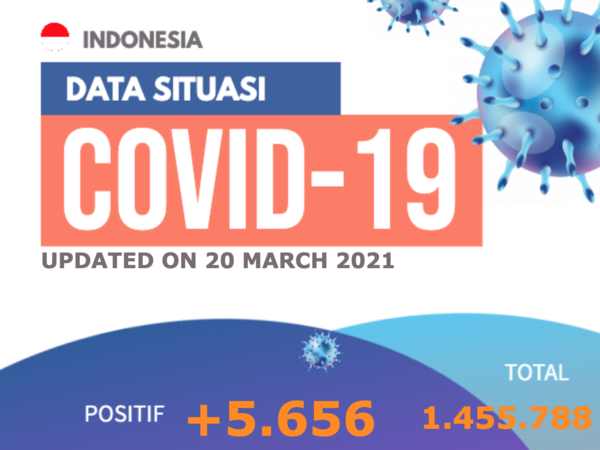 INDONESIA
DATA SITUASI
COVID-19
UPDATED ON 20 MARCH 2021
TOTAL
POSITIF +5.656 1.455.788